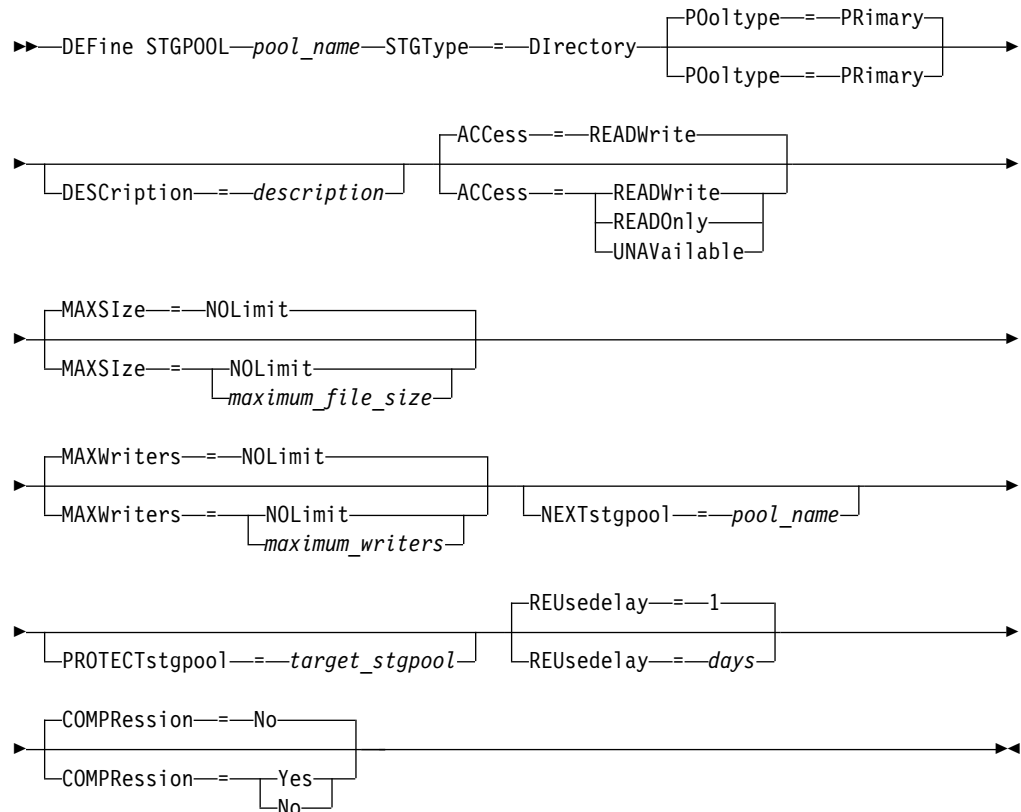 POoltype = PRimary
DEFine STGPOOL pool_name STGType = DIrectory
POoltype = PRimary
ACCess = READWrite
DESCription = description
ACCess = READWrite
READOnly
UNAVailable
MAXSIze = NOLimit
MAXSIze = NOLimit
maximum_file_size
MAXWriters = NOLimit
MAXWriters = NOLimit
maximum_writers
NEXTstgpool = pool_name
REUsedelay = 1
PROTECTstgpool = target_stgpool
REUsedelay = days
COMPRession = No
COMPRession = Yes
No